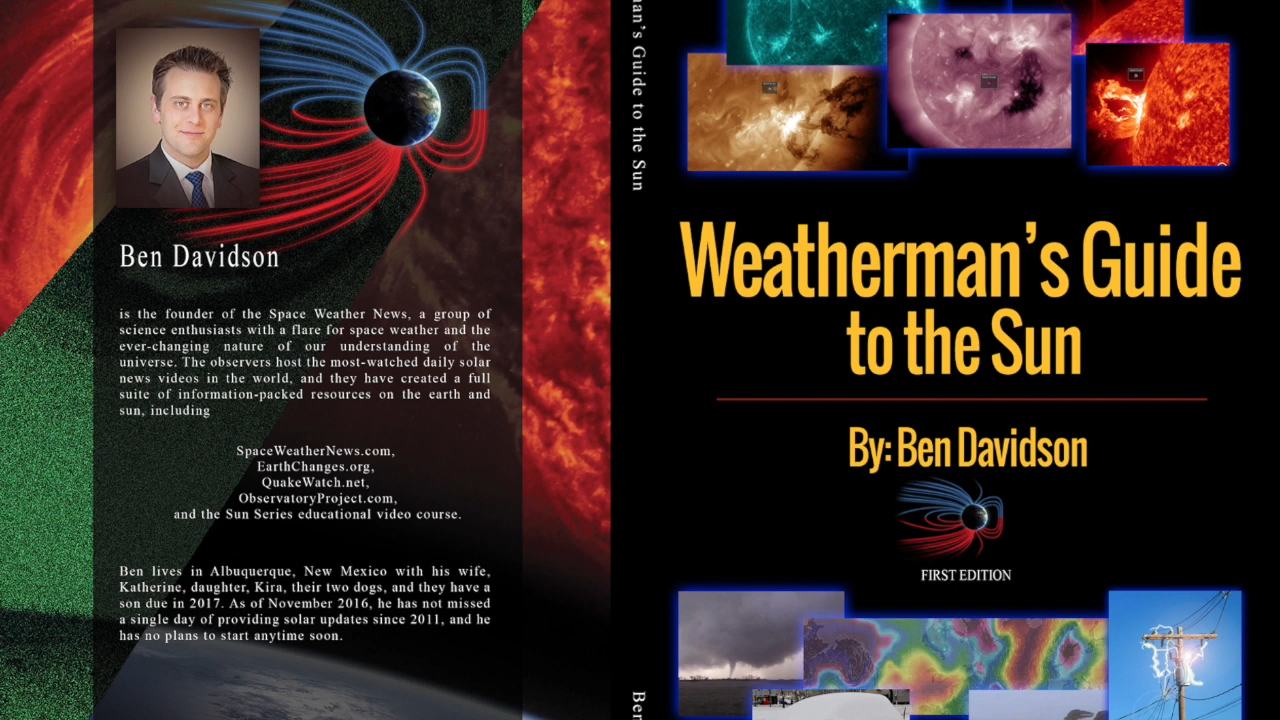 Ben Davidson
is the founder of the Space Weather News, a group of
science enthusiasts with a flare for space weather and the
ever-changing nature of our understanding of the
universe. The observers host the most-watched daily solar
news videos in the world, and they have created a full
suite of information-packed resources on the earth and
sun, including
SpaceWeatherNews.com,
EarthChanges.org,
QuakeWatch.net,
ObservatoryProject.com,
and the Sun Series educational video course.
Ben lives in Albuquerque, New Mexico with his wife,
Katherine, daughter, Kira, their two dogs, and they have a
son due in 2017. As of November 2016, he has not missed
a single day of providing solar updates since 2011, and he
has no plans to start anytime soon.
an's Guide to the Sun
Ber
Weatherman's Guide
to the Sun
By: Ben Davidson
FIRST EDITION